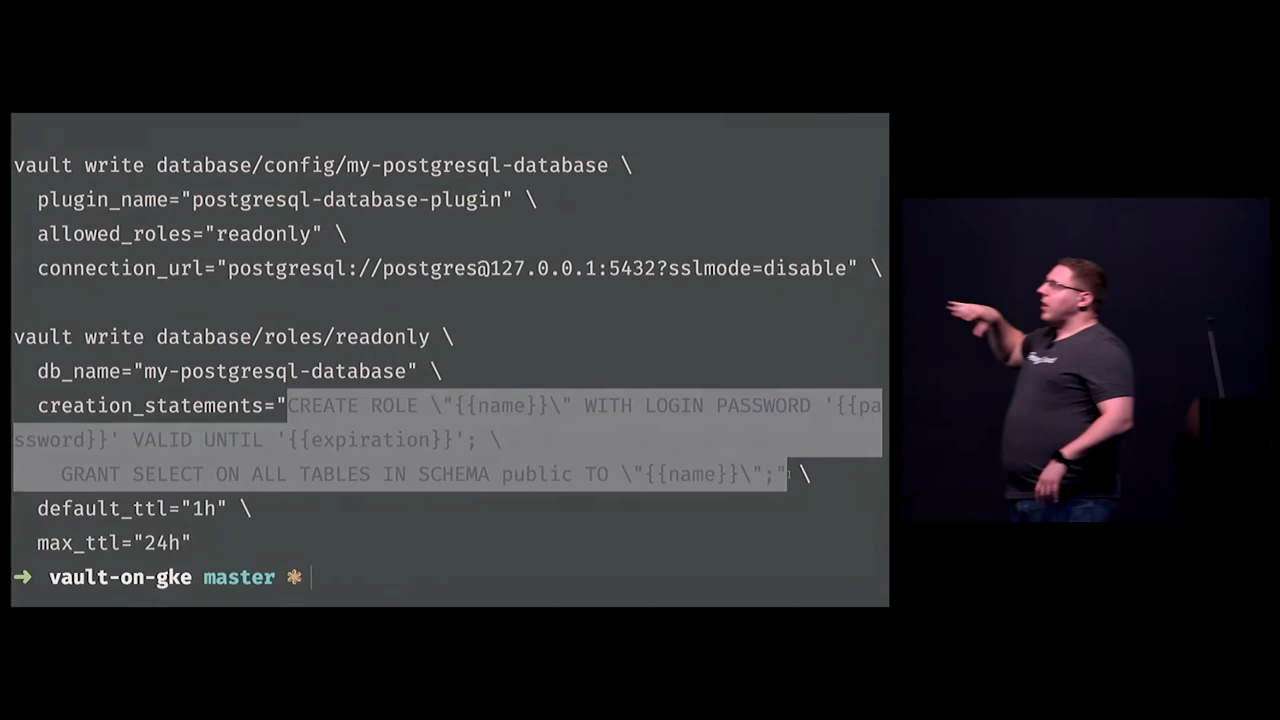 vault write database/config/my-postgresql-database \
plugin_name="postgresql-database-plugin" \
allowed_roles="readonly" \
connection_url="postgresql://postgres@127.0.0.1:5432?sslmode=disable" \
vault write database/roles/readonly \
db_name="my-postgresql-database" \
creation_statements="CREATE ROLE \"{{name}}\" WITH LOGIN PASSWORD '{{pa
ssword}}' VALID UNTIL '{{expiration}}'; \
GRANT SELECT ON ALL TABLES IN SCHEMA public TO \"{{name}}\";" \
default_ttl="1h" \
max_ttl="24h"
➜ vault-on-gke master ✱